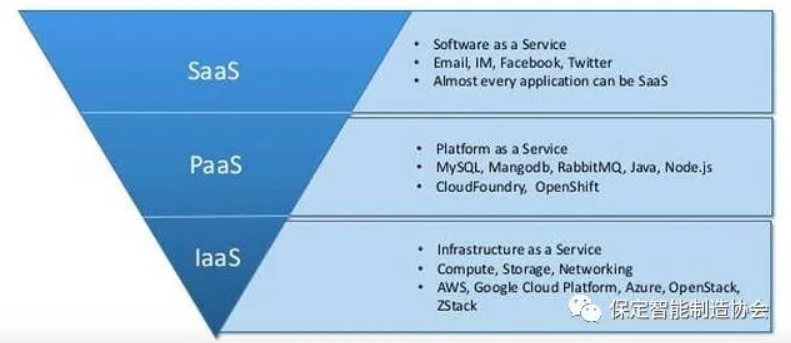 SaaS
• Software as a Service
• Email, IM, Facebook, Twitter
• Almost every application can be SaaS
PaaS
• Platform as a Service
• MySQL, Mangodb, RabbitMQ, Java, Node.js
• CloudFoundry, OpenShift
IaaS
• Infrastructure as a Service
• Compute, Storage, Networking
• AWS, Google Cloud Platform, Azure, OpenStack,
ZStack
保定智能制造协会